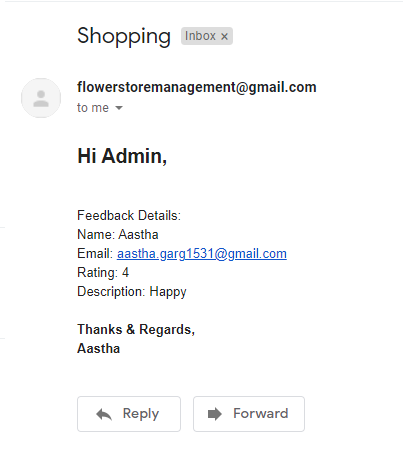 Shopping Inbox x
flowerstoremanagement@gmail.com
to me
Hi Admin,
Feedback Details:
Name: Aastha
Email: aastha.garg1531@gmail.com
Rating: 4
Description: Happy
Thanks & Regards,
Aastha
Reply Forward